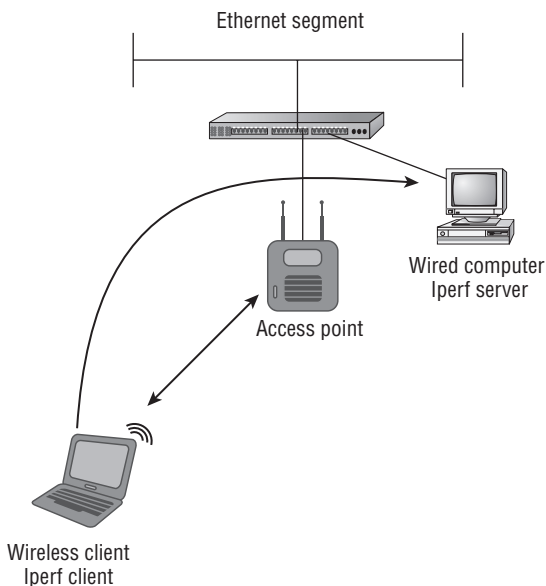 Ethernet segment
Wired computer
Iperf server
Access point
Wireless client
Iperf client